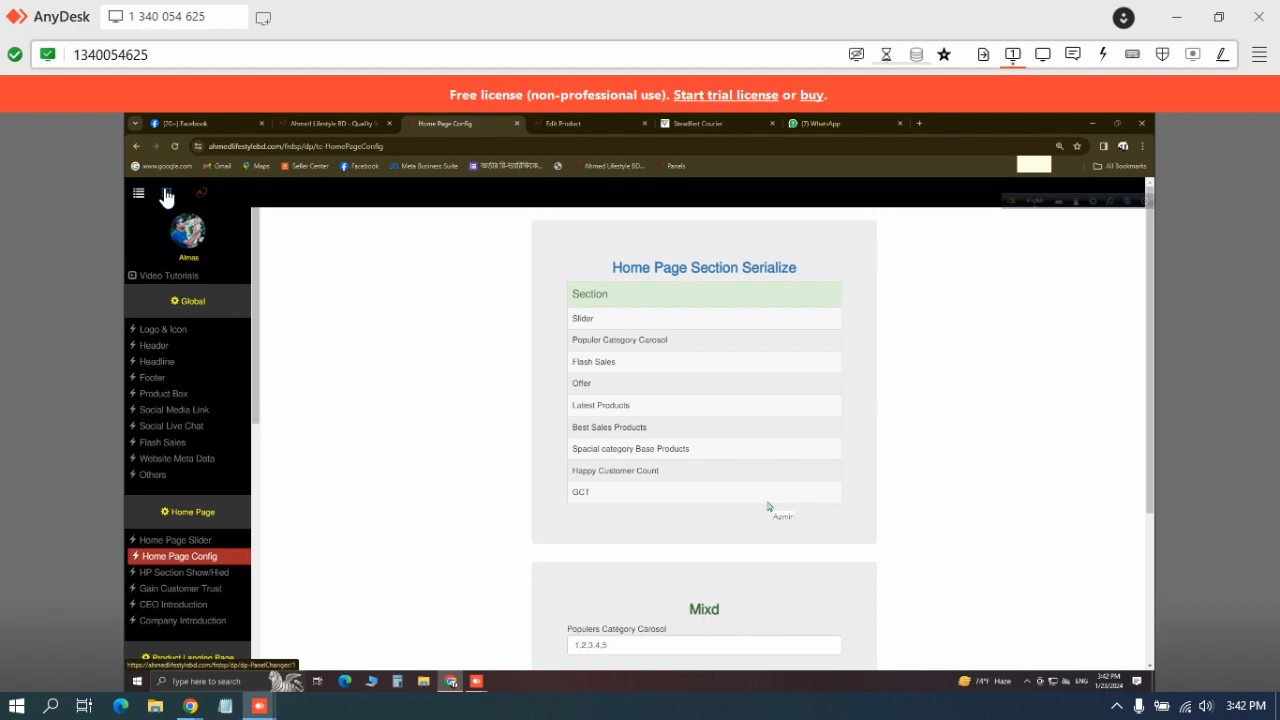 AnyDesk
1 340 054 625
1340054625
Free license (non-professional use). Start trial license or buy.
(20+) Facebook
Ahmed Lifestyle BD - Quality
Home Page Config
Edit Product
Steadfast Courier
(7) WhatsApp
ahmedlifestylebd.com/frdsp/dp/tc-HomePageConfig
www.google.com
Gmail
Maps
Seller Center
Facebook
Meta Business Suite
Ahmed Lifestyle BD...
Panels
All Bookmarks
English
Almas
Video Tutorials
Global
Logo & Icon
Header
Headline
Footer
Product Box
Social Media Link
Social Live Chat
Flash Sales
Website Meta Data
Others
Home Page
Home Page Slider
Home Page Config
HP Section Show/Hied
Gain Customer Trust
CEO Introduction
Company Introduction
Product Langing Page
https://ahmedlifestylebd.com/frdsp/dp/dp-PanelChanger/1
Home Page Section Serialize
Section
Slider
Populer Category Carosol
Flash Sales
Offer
Latest Products
Best Sales Products
Spacial category Base Products
Happy Customer Count
GCT
Admin
Mixd
Populers Category Carosol
1,2,3,4,5
Type here to search
74°F Haze
ENG
3:42 PM
1/23/2024
3:42 PM